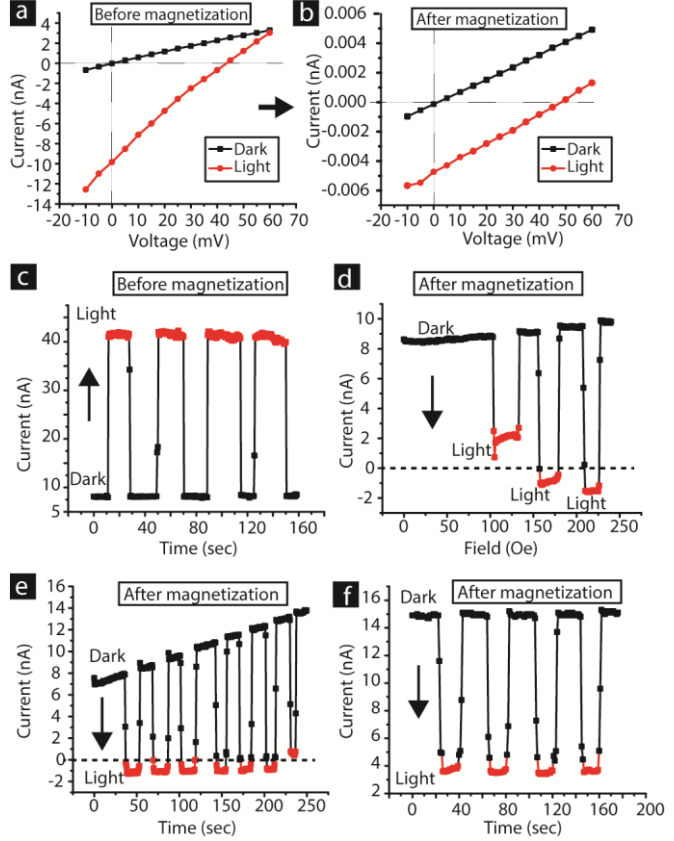 a
Before magnetization
4
2
0
-2
-4
-6
-8
-10
-12
-14
Current (nA)
Dark
Light
-20 -10 0 10 20 30 40 50 60 70
Voltage (mV)
b
After magnetization
0.006
0.004
0.002
0.000
-0.002
-0.004
-0.006
Current (nA)
Dark
Light
-20 -10 0 10 20 30 40 50 60 70
Voltage (mV)
c
Before magnetization
Light
40
30
20
10
5
Current (nA)
Dark
0 40 80 120 160
Time (sec)
d
After magnetization
10
8
6
4
2
0
-2
Current (nA)
Dark
Light
Light
Light
0 50 100 150 200 250
Field (Oe)
e
After magnetization
16
14
12
10
8
6
4
2
0
-2
Current (nA)
Dark
Light
0 50 100 150 200 250
Time (sec)
f
After magnetization
Dark
16
14
12
10
8
6
4
2
Current (nA)
Light
0 40 80 120 160 200
Time (sec)